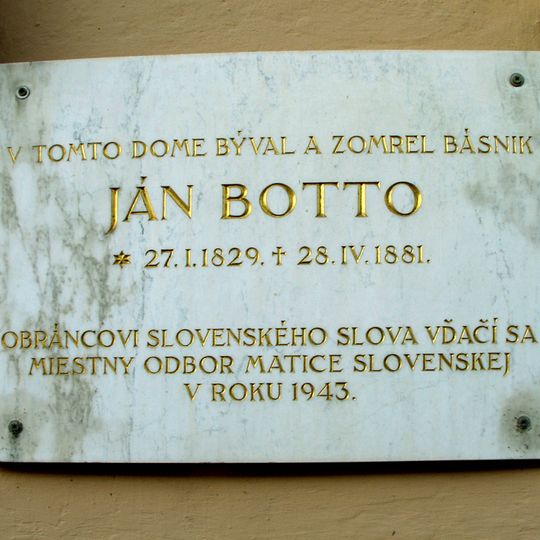 V TOMTO DOME BÝVAL A ZOMREL BÁSNIK
JÁN BOTTO
* 27.I.1829. † 28.IV.1881.
OBRÁNCOVI SLOVENSKÉHO SLOVA VĎAČÍ SA
MIESTNY ODBOR MATICE SLOVENSKEJ
V ROKU 1943.